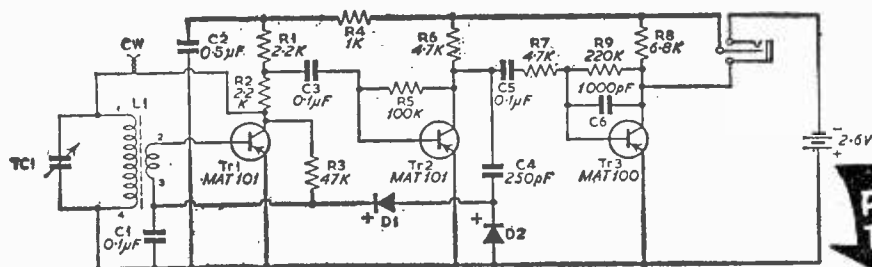 CW
C2
0.5µF
R1
2.2K
R4
1K
R6
4.7K
R7
4.7K
R9
220K
R8
6.8K
R2
2.2
K
C3
0.1µF
R5
100K
C5
0.1µF
1000pF
C6
1
L1
2
3
4
TC1
Tr1
MAT101
R3
47K
Tr2
MAT101
C4
250pF
Tr3
MAT100
2.6V
-
+
C1
0.1µF
+
D1
+
D2